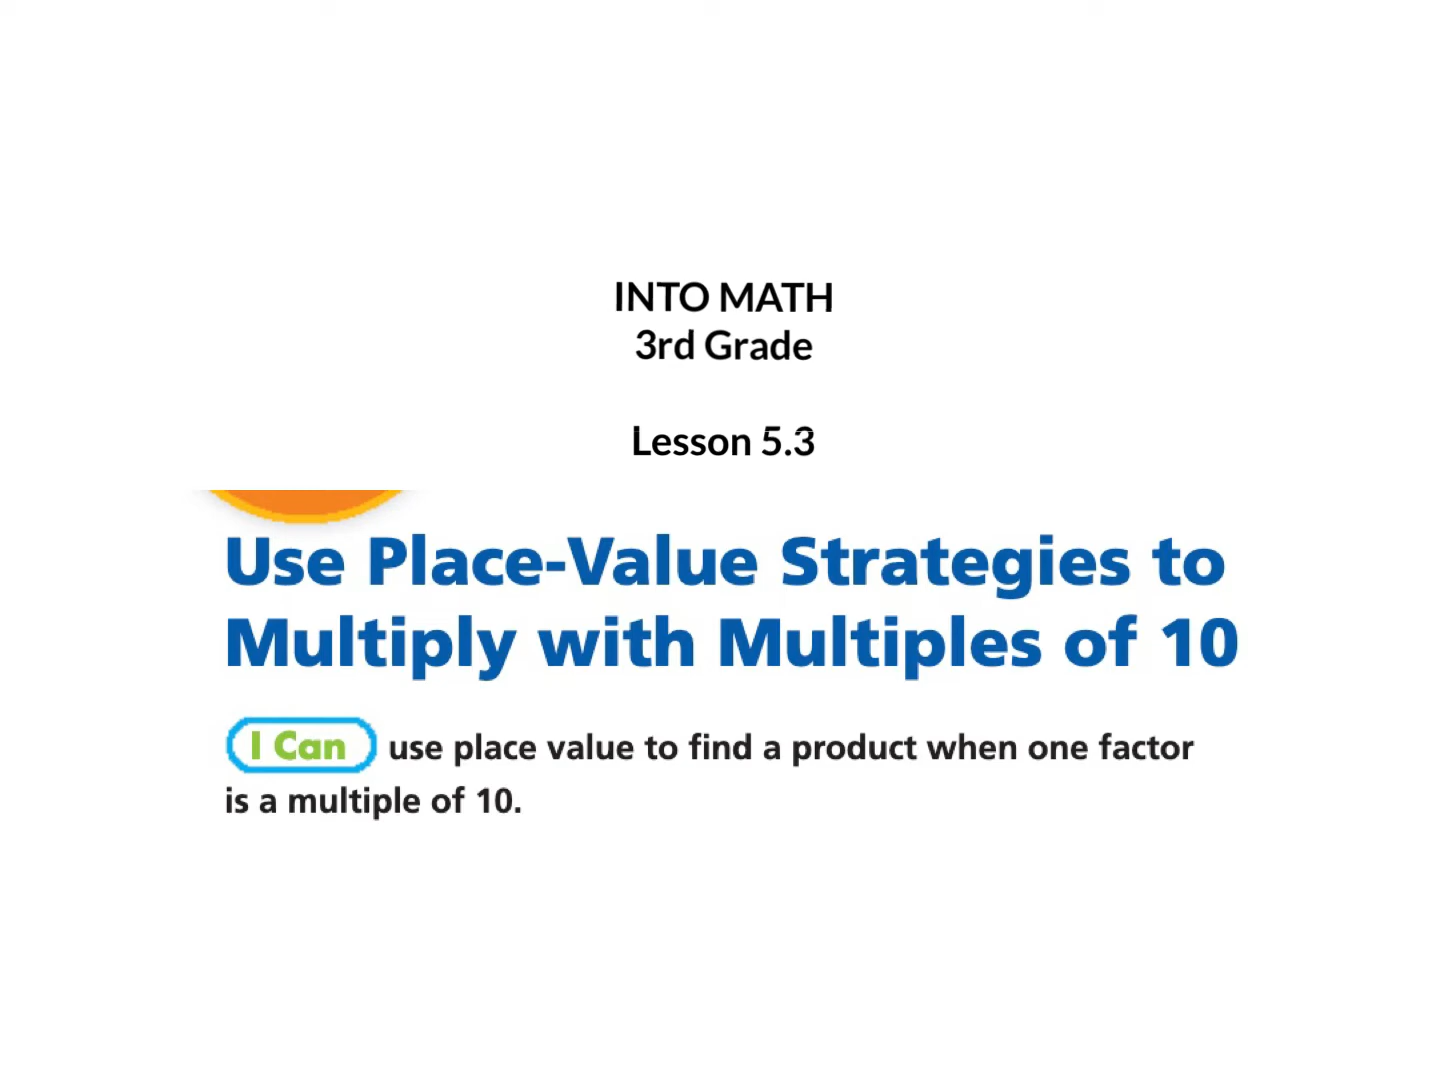 INTO MATH
3rd Grade
Lesson 5.3
Use Place-Value Strategies to
Multiply with Multiples of 10
I Can use place value to find a product when one factor
is a multiple of 10.